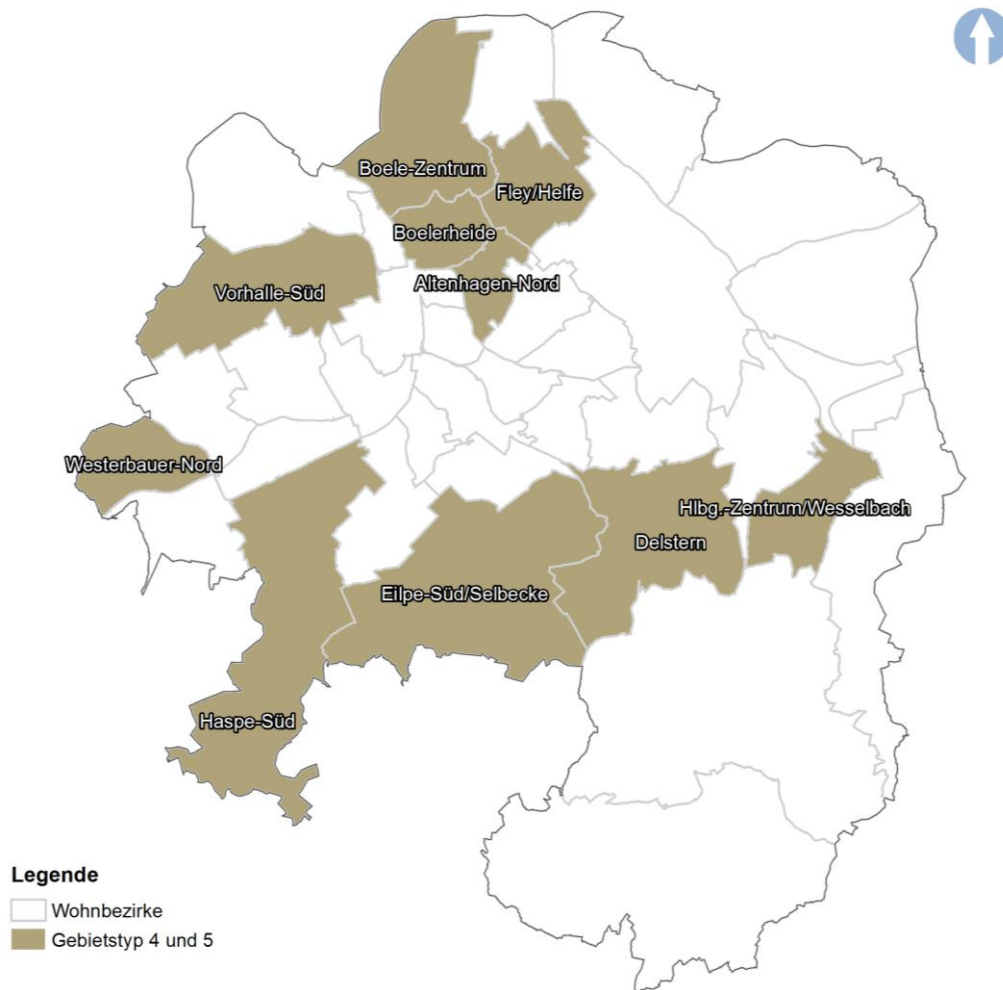 Boele-Zentrum
Fley/Helfe
Boelerheide
Altenhagen-Nord
Vorhalle-Süd
Westerbauer-Nord
Hlbg.-Zentrum/Wesselbach
Delstern
Eilpe-Süd/Selbecke
Haspe-Süd
Legende
Wohnbezirke
Gebietstyp 4 und 5